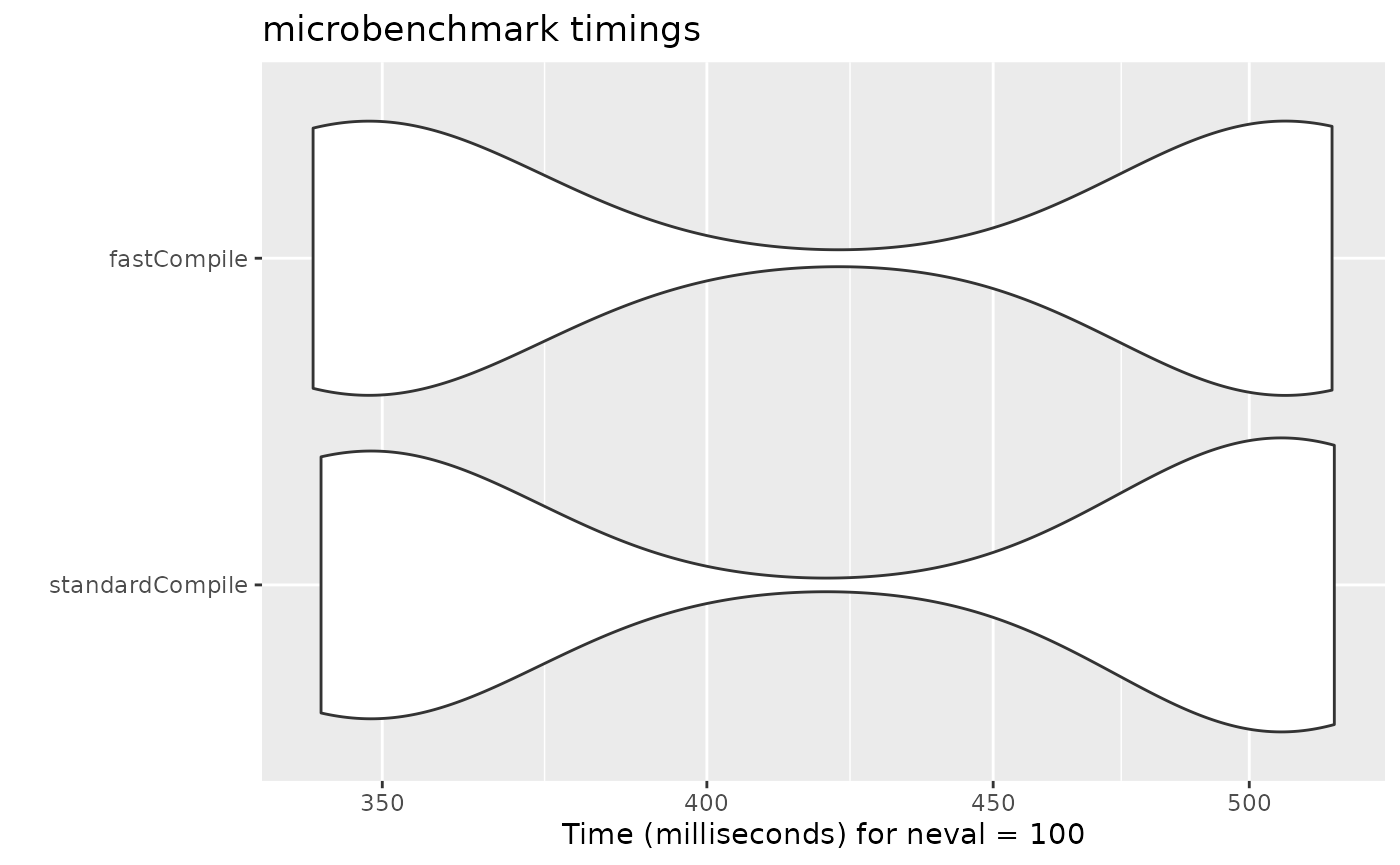 microbenchmark timings
fastCompile
standardCompile
350 400 450 500
Time (milliseconds) for neval = 100